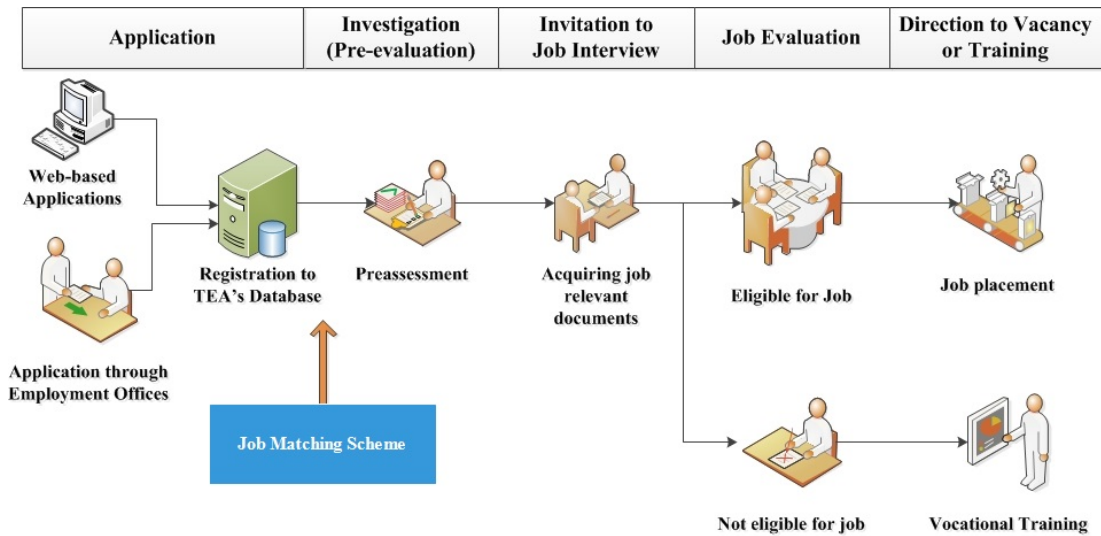 Application
Investigation
(Pre-evaluation)
Invitation to
Job Interview
Job Evaluation
Direction to Vacancy
or Training
Web-based
Applications
Registration to
TEA's Database
Preassessment
Acquiring job
relevant
documents
Eligible for Job
Job placement
Application through
Employment Offices
Job Matching Scheme
Not eligible for job
Vocational Training